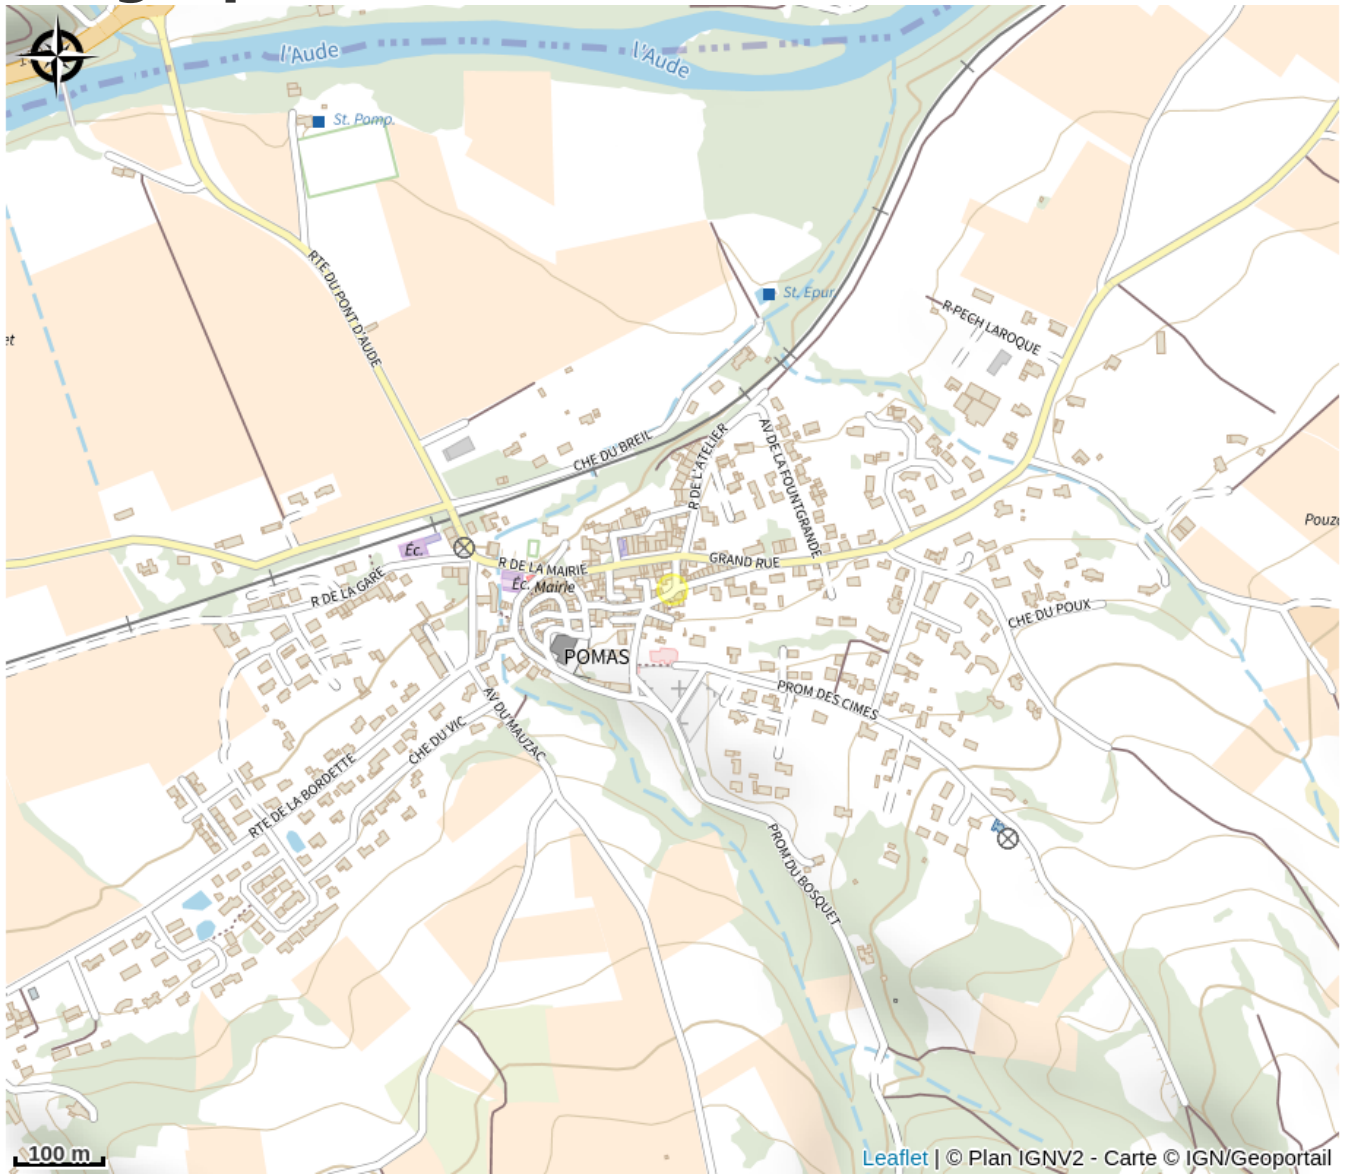 l'Aude
l'Aude
St. Pomp.
RTE DU PONT D'AUDE
St. Epur
R PECH LAROQUE
et
CHE DU BREIL
R DE L'ATELIER
AV DE LA FOUNTGRANDE
Éc.
R DE LA MAIRIE
GRAND RUE
Éc. Mairie
R DE LA GARE
CHE DU POUX
POMAS
PROM DES CIMES
AV DU MAUZAC
CHE DU VIC
RTE DE LA BORDETTE
PROM DU BOSQUET
100 m
Leaflet | © Plan IGNV2 - Carte © IGN/Geoportail